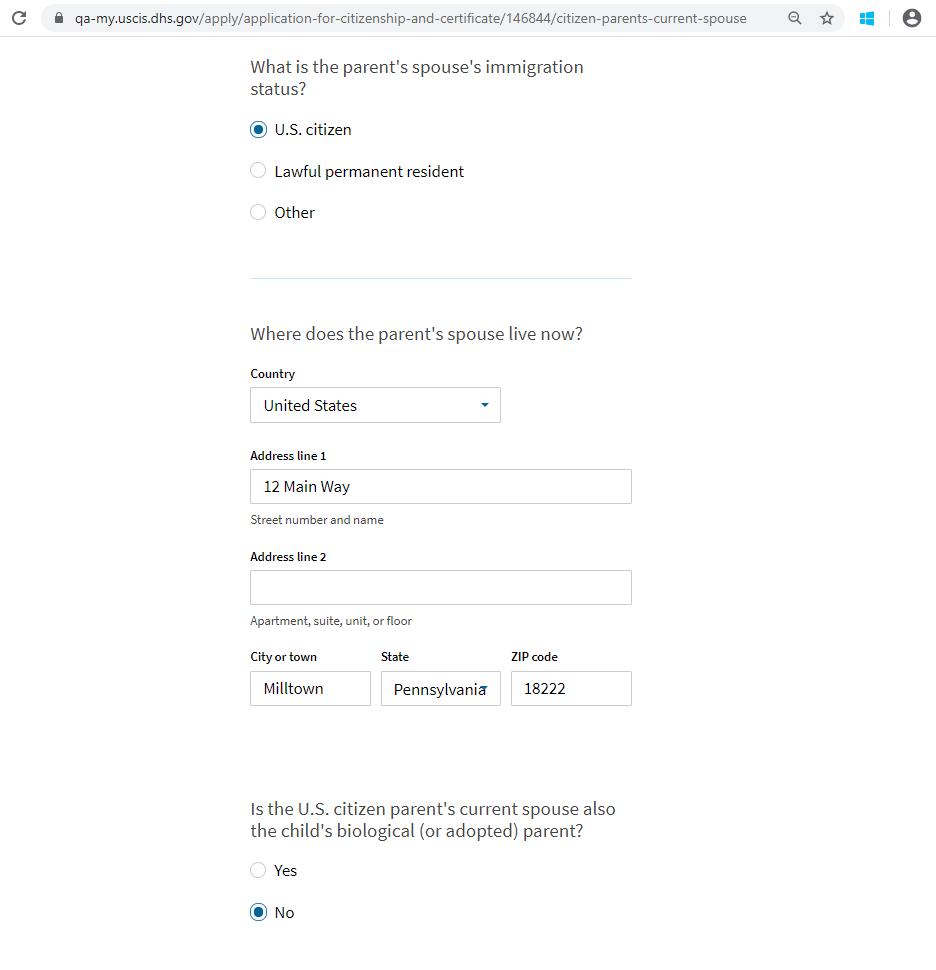 qa-my.uscis.dhs.gov/apply/application-for-citizenship-and-certificate/146844/citizen-parents-current-spouse
What is the parent's spouse's immigration
status?
U.S. citizen
Lawful permanent resident
Other
Where does the parent's spouse live now?
Country
United States
Address line 1
12 Main Way
Street number and name
Address line 2
Apartment, suite, unit, or floor
City or town State ZIP code
Milltown Pennsylvania 18222
Is the U.S. citizen parent's current spouse also
the child's biological (or adopted) parent?
Yes
No